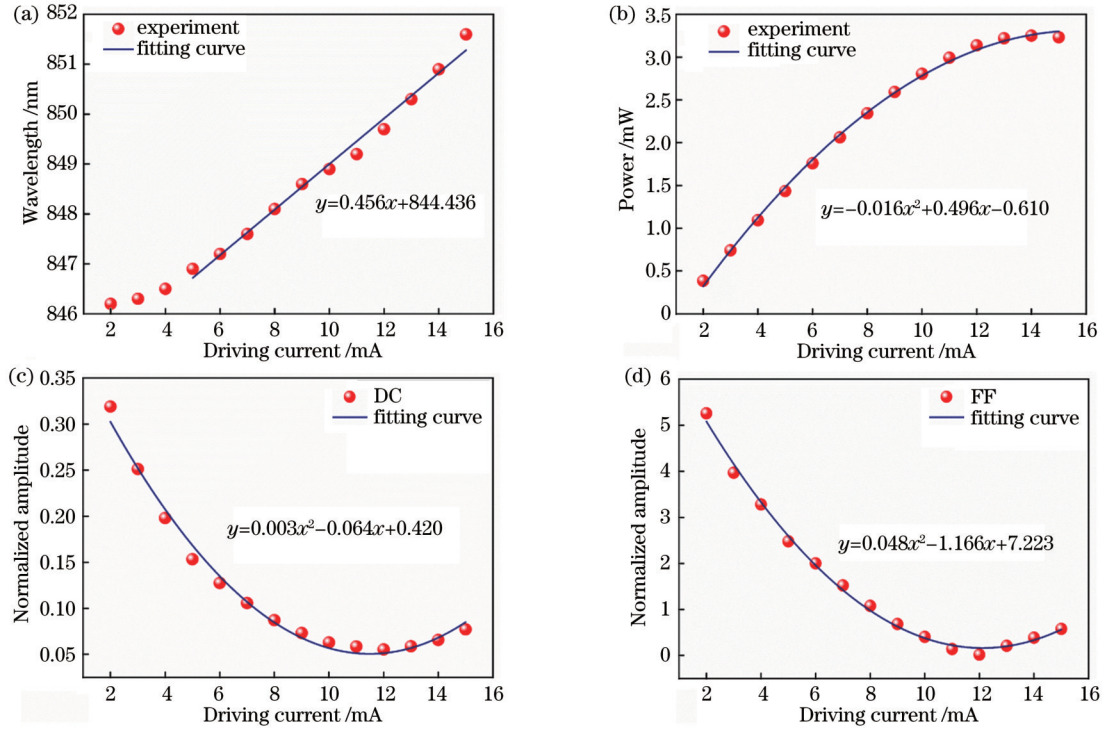 (a)
852
851
850
849
848
847
846
Wavelength /nm
experiment
fitting curve
y=0.456x+844.436
2 4 6 8 10 12 14 16
Driving current /mA
(b)
3.5
3.0
2.5
2.0
1.5
1.0
0.5
0
Power /mW
experiment
fitting curve
y=−0.016x²+0.496x−0.610
2 4 6 8 10 12 14 16
Driving current /mA
(c)
0.35
0.30
0.25
0.20
0.15
0.10
0.05
Normalized amplitude
DC
fitting curve
y=0.003x²−0.064x+0.420
2 4 6 8 10 12 14 16
Driving current /mA
(d)
6
5
4
3
2
1
0
Normalized amplitude
FF
fitting curve
y=0.048x²−1.166x+7.223
2 4 6 8 10 12 14 16
Driving current /mA